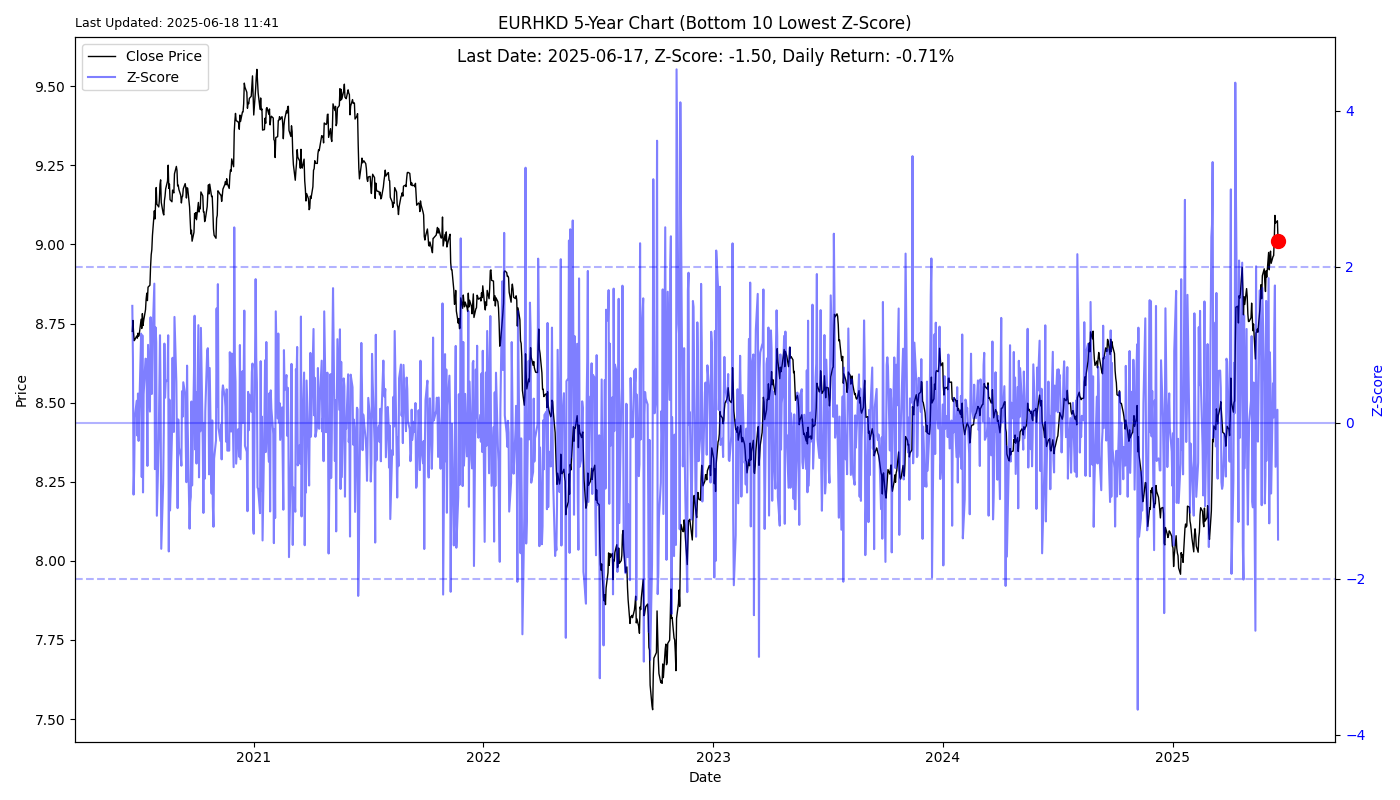 Last Updated: 2025-06-18 11:41
EURHKD 5-Year Chart (Bottom 10 Lowest Z-Score)
Last Date: 2025-06-17, Z-Score: -1.50, Daily Return: -0.71%
Close Price
Z-Score
9.50
9.25
9.00
8.75
8.50
8.25
8.00
7.75
7.50
Price
4
2
0
−2
−4
Z-Score
2021
2022
2023
2024
2025
Date